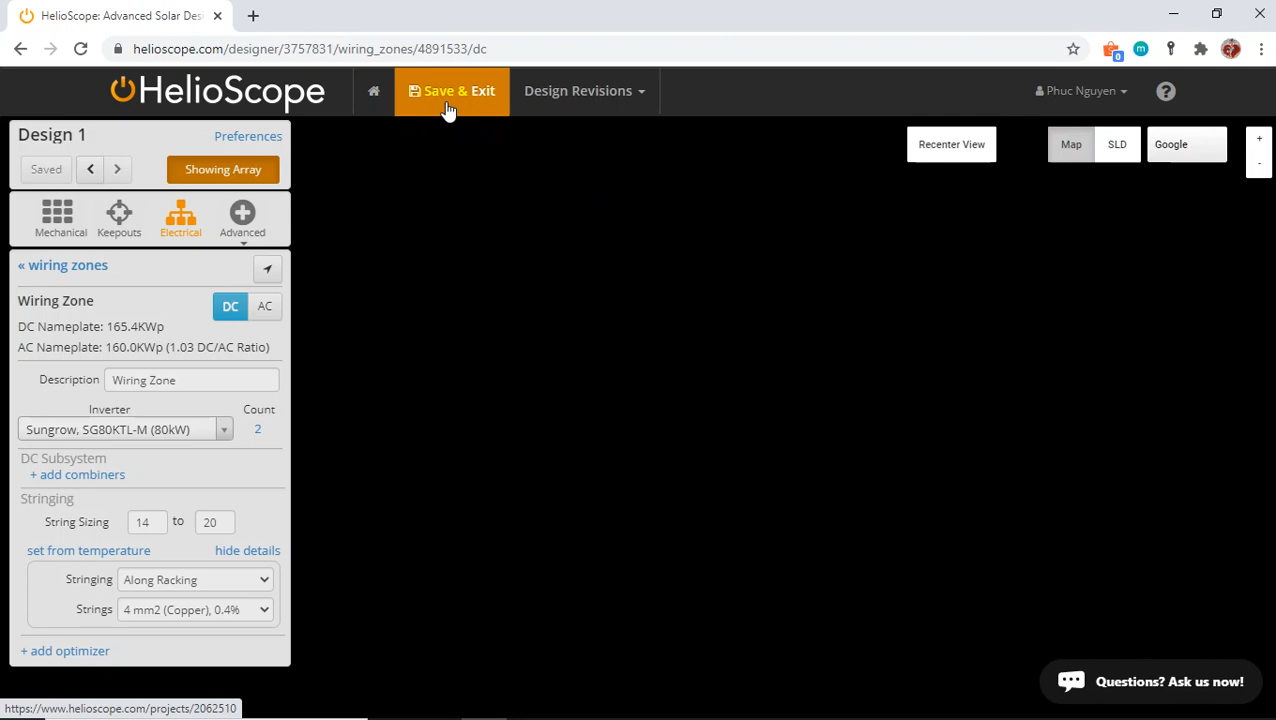 HelioScope: Advanced Solar Des
helioscope.com/designer/3757831/wiring_zones/4891533/dc
0
m
HelioScope
Save & Exit
Design Revisions
Phuc Nguyen
Design 1
Preferences
Saved
Showing Array
Recenter View
Map
SLD
Google
+
-
Mechanical
Keepouts
Electrical
Advanced
« wiring zones
Wiring Zone
DC
AC
DC Nameplate: 165.4KWp
AC Nameplate: 160.0KWp (1.03 DC/AC Ratio)
Description
Wiring Zone
Inverter
Count
Sungrow, SG80KTL-M (80kW)
2
DC Subsystem
+ add combiners
Stringing
String Sizing
14
to
20
set from temperature
hide details
Stringing
Along Racking
Strings
4 mm2 (Copper), 0.4%
+ add optimizer
Questions? Ask us now!
https://www.helioscope.com/projects/2062510